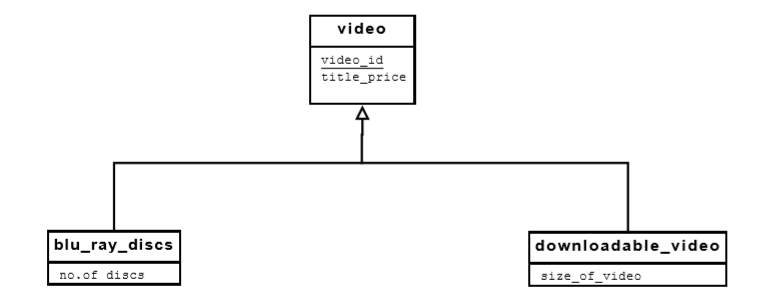 video
video_id
title_price
blu_ray_discs
no.of discs
downloadable_video
size_of_video